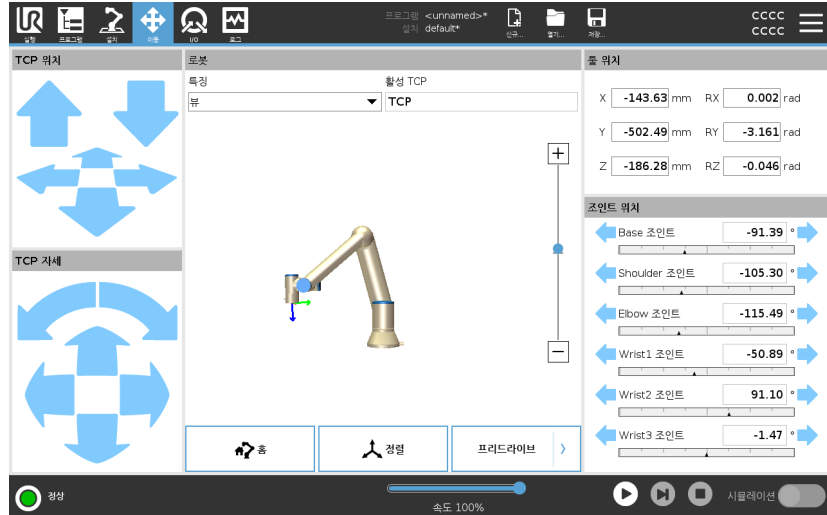 UR
실행 프로그램 설치 이동 I/O 로그
프로그램 <unnamed>*
설치 default*
신규... 열기... 저장...
cccc
cccc
TCP 위치
로봇
특징 활성 TCP
뷰 TCP
툴 위치
X -143.63 mm RX 0.002 rad
Y -502.49 mm RY -3.161 rad
Z -186.28 mm RZ -0.046 rad
조인트 위치
Base 조인트 -91.39 °
Shoulder 조인트 -105.30 °
Elbow 조인트 -115.49 °
Wrist1 조인트 -50.89 °
Wrist2 조인트 91.10 °
Wrist3 조인트 -1.47 °
TCP 자세
홈 정렬 프리드라이브
정상
속도 100%
시뮬레이션